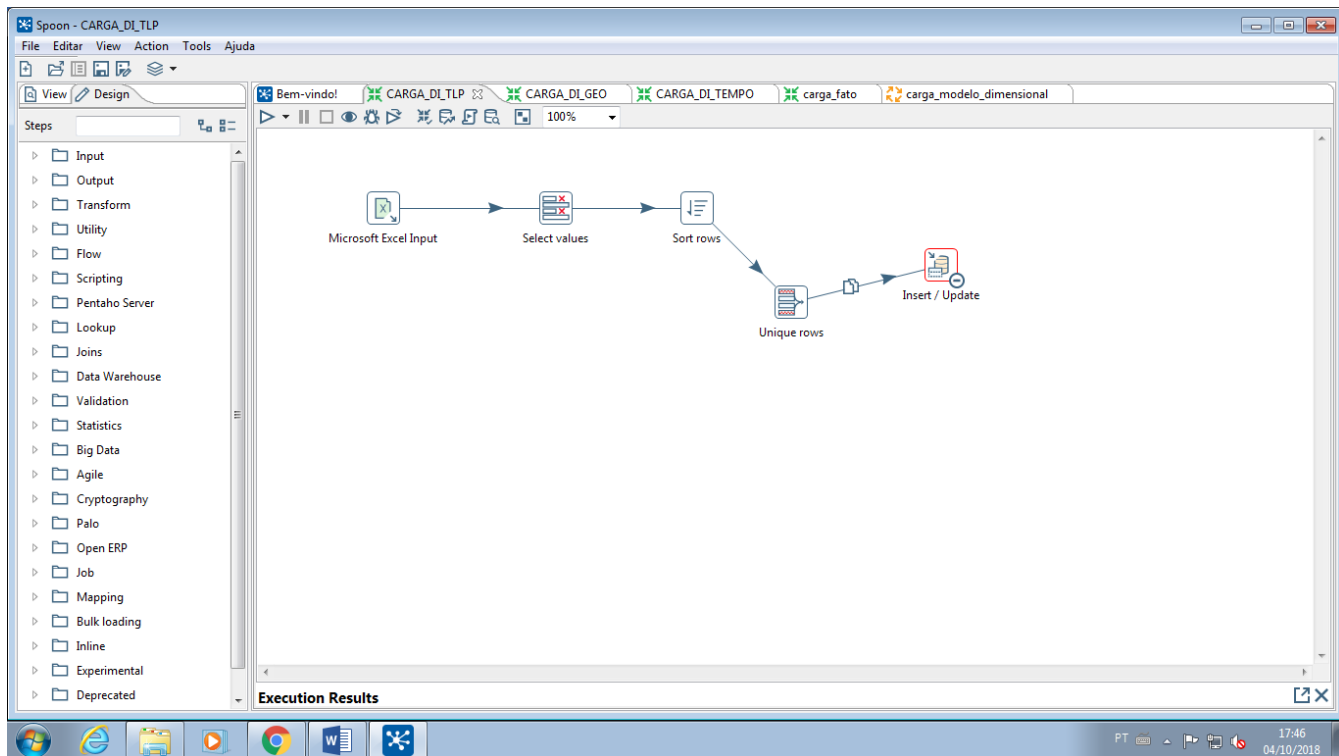 Spoon - CARGA_DI_TLP
File Editar View Action Tools Ajuda
View Design
Bem-vindo! CARGA_DI_TLP CARGA_DI_GEO CARGA_DI_TEMPO carga_fato carga_modelo_dimensional
Steps
100%
Input
Output
Transform
Utility
Flow
Scripting
Pentaho Server
Lookup
Joins
Data Warehouse
Validation
Statistics
Big Data
Agile
Cryptography
Palo
Open ERP
Job
Mapping
Bulk loading
Inline
Experimental
Deprecated
Microsoft Excel Input
Select values
Sort rows
Insert / Update
Unique rows
Execution Results
PT
17:46
04/10/2018